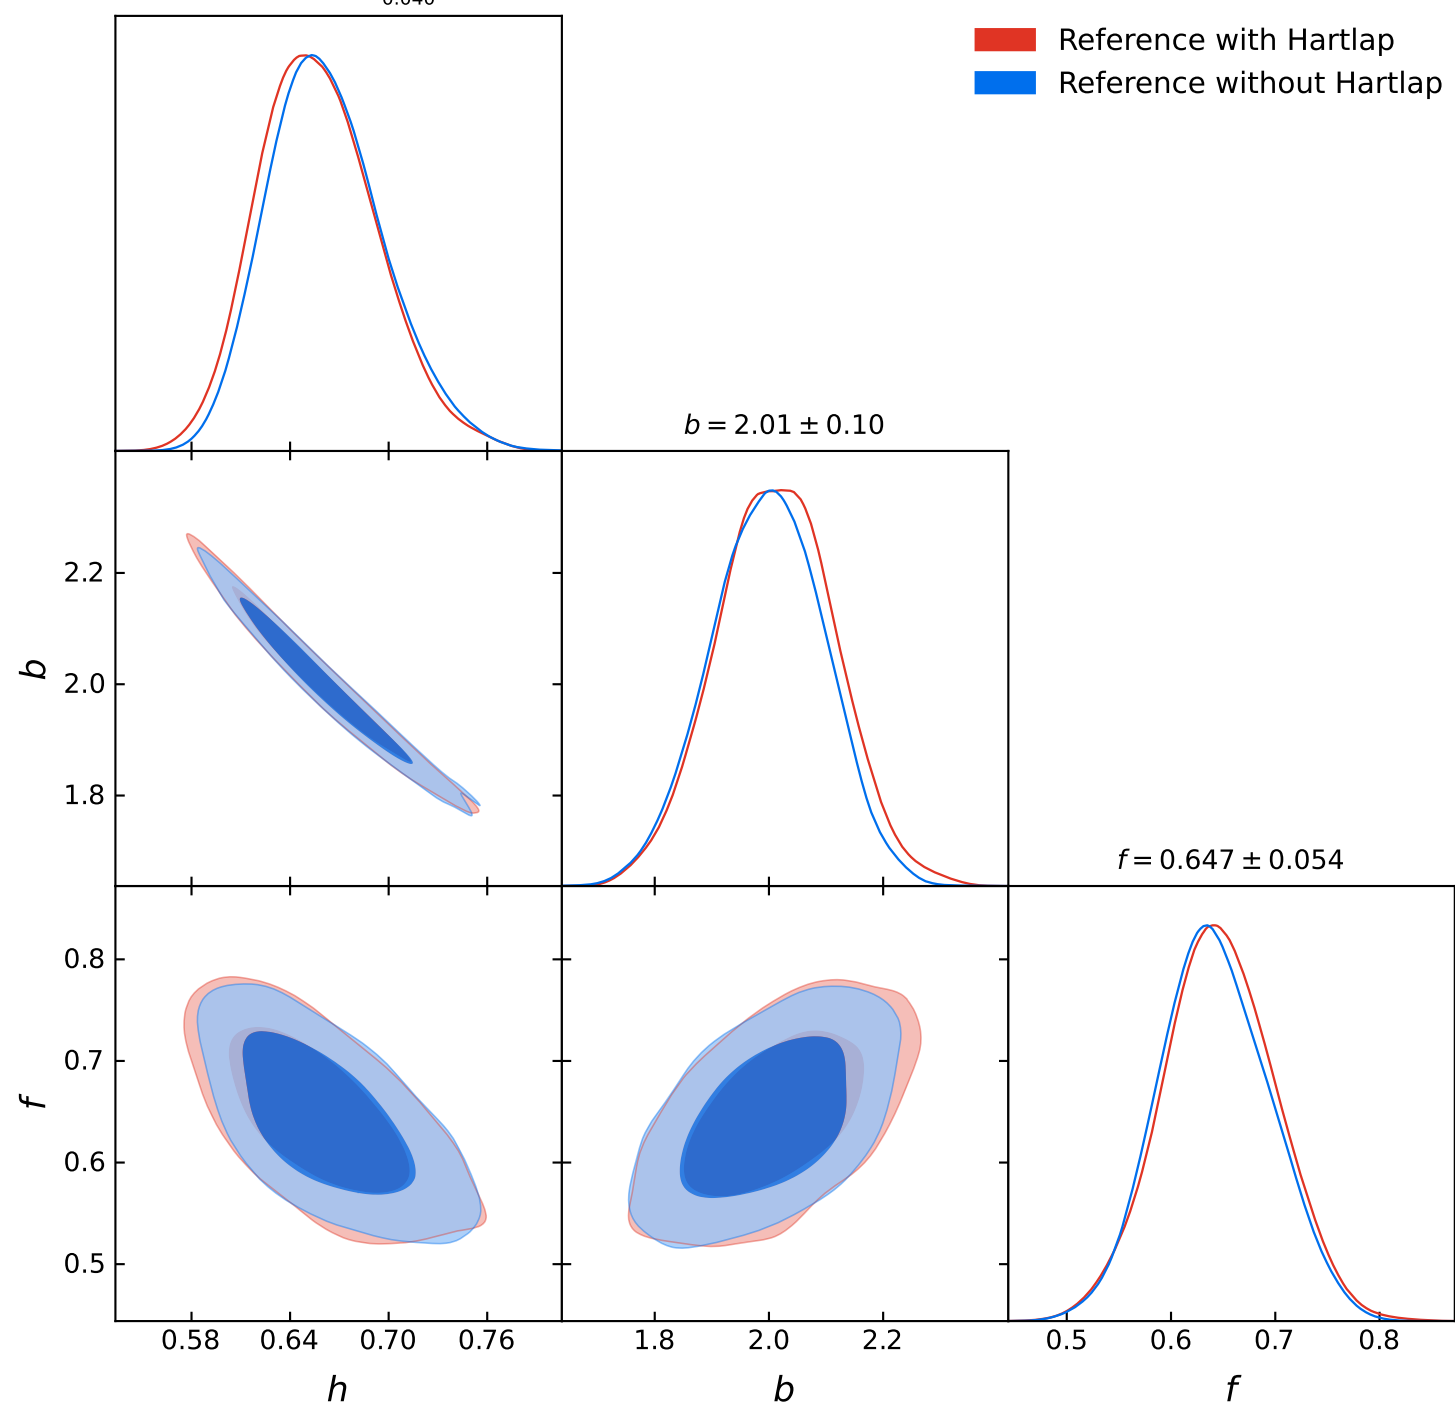 Reference with Hartlap
Reference without Hartlap
b = 2.01 ± 0.10
2.2
2.0
1.8
b
f = 0.647 ± 0.054
0.8
0.7
0.6
0.5
f
0.58 0.64 0.70 0.76
1.8 2.0 2.2
0.5 0.6 0.7 0.8
h
b
f